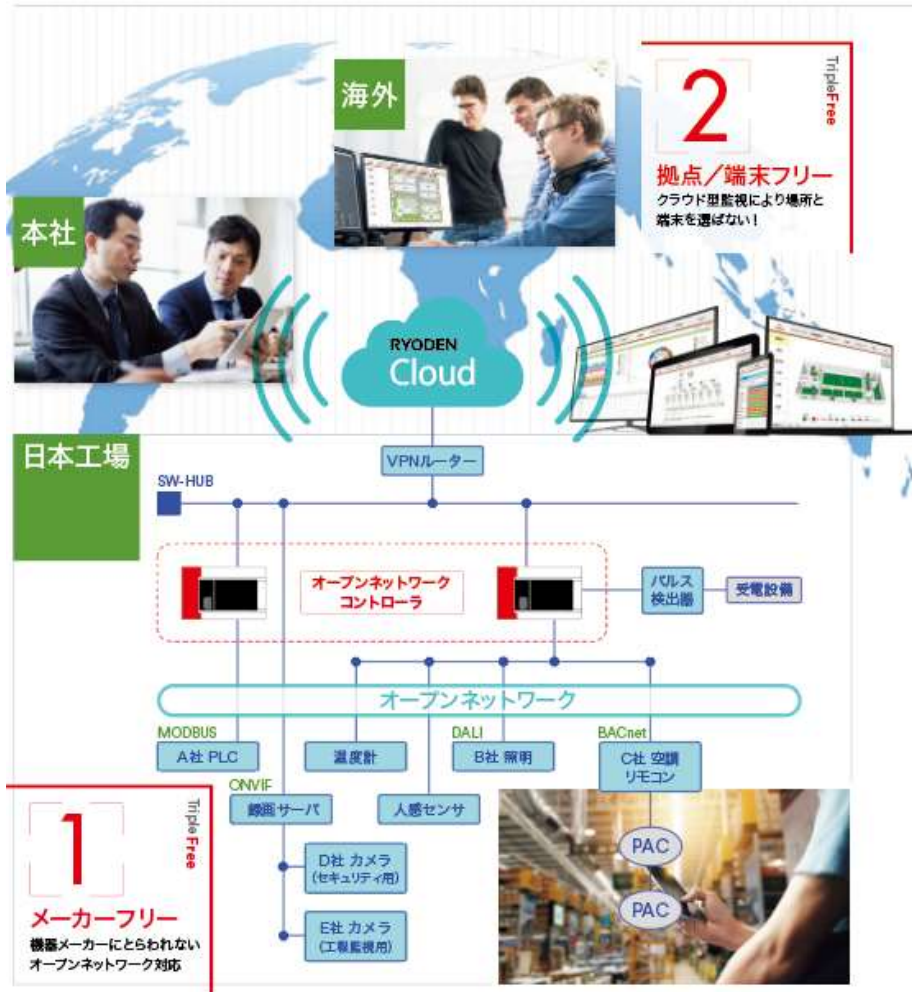 海外
TripleFree
2
拠点／端末フリー
クラウド型監視により場所と
端末を選ばない！
本社
RYODEN
Cloud
日本工場
VPNルーター
SW-HUB
オープンネットワーク
コントローラ
パルス
検出器
受電設備
オープンネットワーク
MODBUS
A社 PLC
温度計
DALI
B社 照明
BACnet
C社 空調
リモコン
ONVIF
録画サーバ
人感センサ
PAC
PAC
D社 カメラ
（セキュリティ用）
E社 カメラ
（工程監視用）
Triple Free
1
メーカーフリー
機器メーカーにとらわれない
オープンネットワーク対応